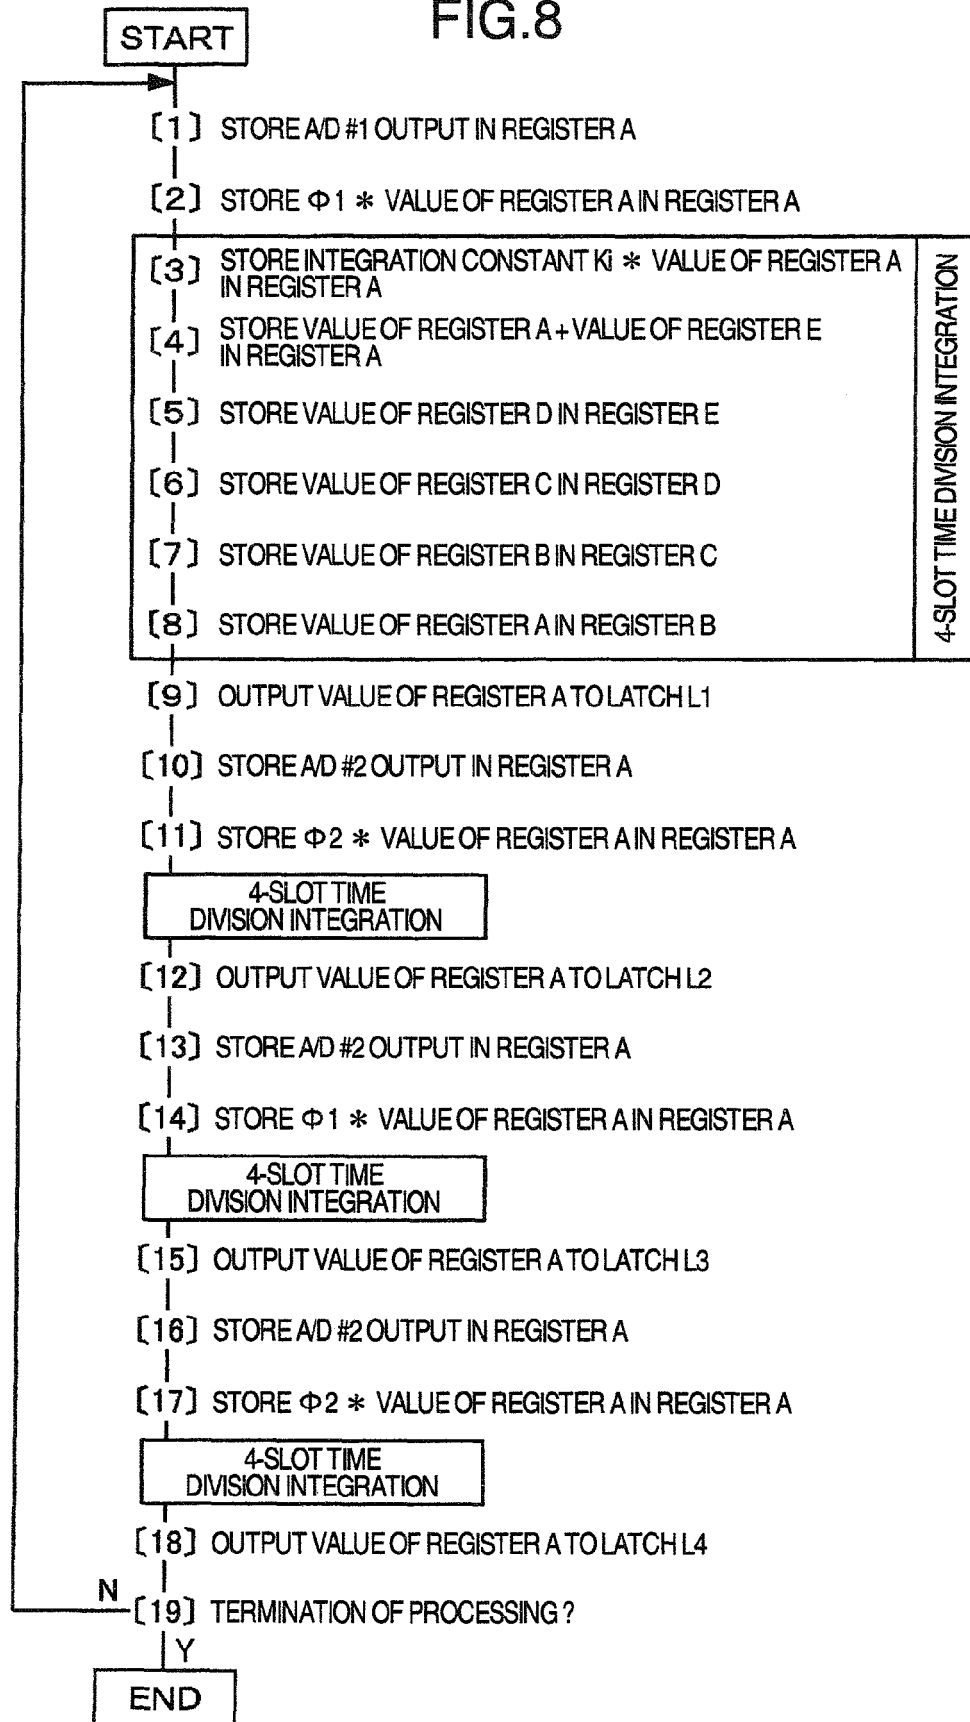 FIG.8
START
[1] STORE A/D #1 OUTPUT IN REGISTER A
[2] STORE Φ1 * VALUE OF REGISTER A IN REGISTER A
[3] STORE INTEGRATION CONSTANT Ki * VALUE OF REGISTER A
IN REGISTER A
[4] STORE VALUE OF REGISTER A+VALUE OF REGISTER E
IN REGISTER A
[5] STORE VALUE OF REGISTER D IN REGISTER E
[6] STORE VALUE OF REGISTER C IN REGISTER D
[7] STORE VALUE OF REGISTER B IN REGISTER C
[8] STORE VALUE OF REGISTER A IN REGISTER B
4-SLOT TIME DIVISION INTEGRATION
[9] OUTPUT VALUE OF REGISTER A TO LATCH L1
[10] STORE A/D #2 OUTPUT IN REGISTER A
[11] STORE Φ2 * VALUE OF REGISTER A IN REGISTER A
4-SLOT TIME
DIVISION INTEGRATION
[12] OUTPUT VALUE OF REGISTER A TO LATCH L2
[13] STORE A/D #2 OUTPUT IN REGISTER A
[14] STORE Φ1 * VALUE OF REGISTER A IN REGISTER A
4-SLOT TIME
DIVISION INTEGRATION
[15] OUTPUT VALUE OF REGISTER A TO LATCH L3
[16] STORE A/D #2 OUTPUT IN REGISTER A
[17] STORE Φ2 * VALUE OF REGISTER A IN REGISTER A
4-SLOT TIME
DIVISION INTEGRATION
[18] OUTPUT VALUE OF REGISTER A TO LATCH L4
N
[19] TERMINATION OF PROCESSING ?
Y
END